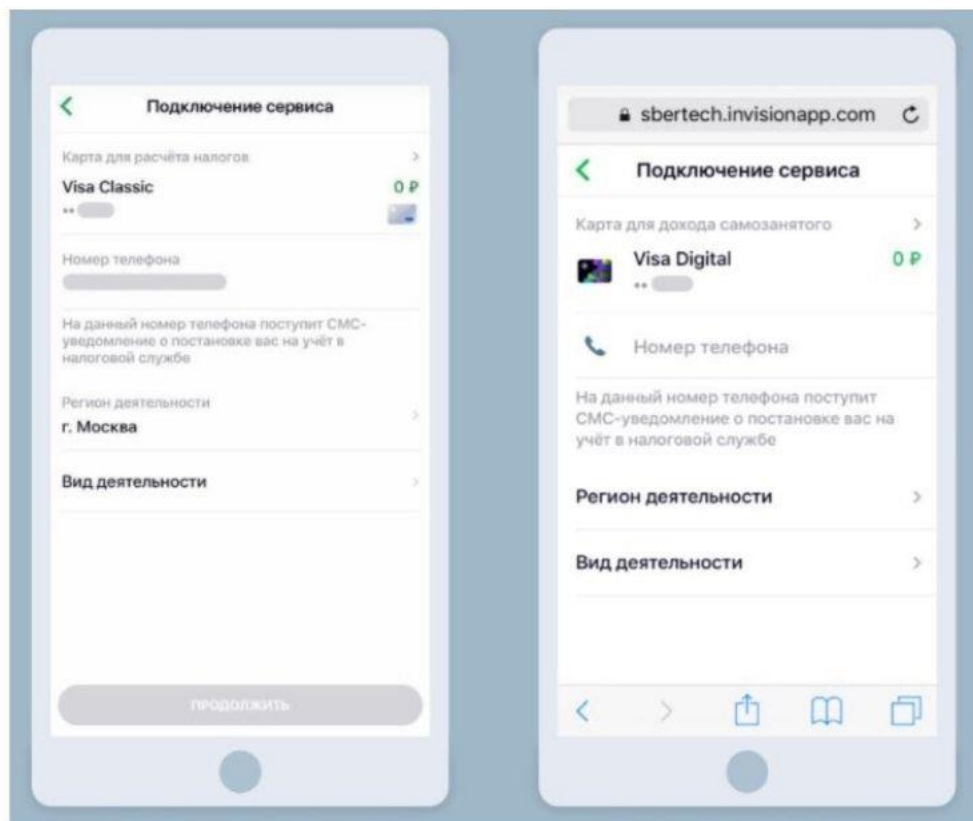 Подключение сервиса
Карта для расчёта налогов
Visa Classic
0 ₽
Номер телефона
На данный номер телефона поступит СМС-
уведомление о постановке вас на учёт в
налоговой службе
Регион деятельности
г. Москва
Вид деятельности
ПРОДОЛЖИТЬ
sbertech.invisionapp.com
Подключение сервиса
Карта для дохода самозанятого
Visa Digital
0 ₽
Номер телефона
На данный номер телефона поступит
СМС-уведомление о постановке вас на
учёт в налоговой службе
Регион деятельности
Вид деятельности